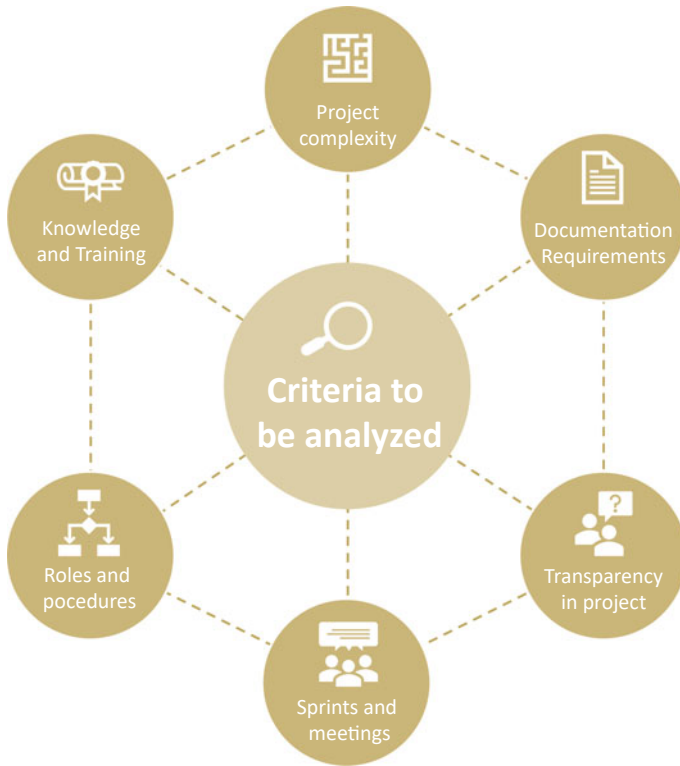 Project
complexity
Knowledge
and Training
Documentation
Requirements
Criteria to
be analyzed
Roles and
pocedures
?
Transparency
in project
Sprints and
meetings